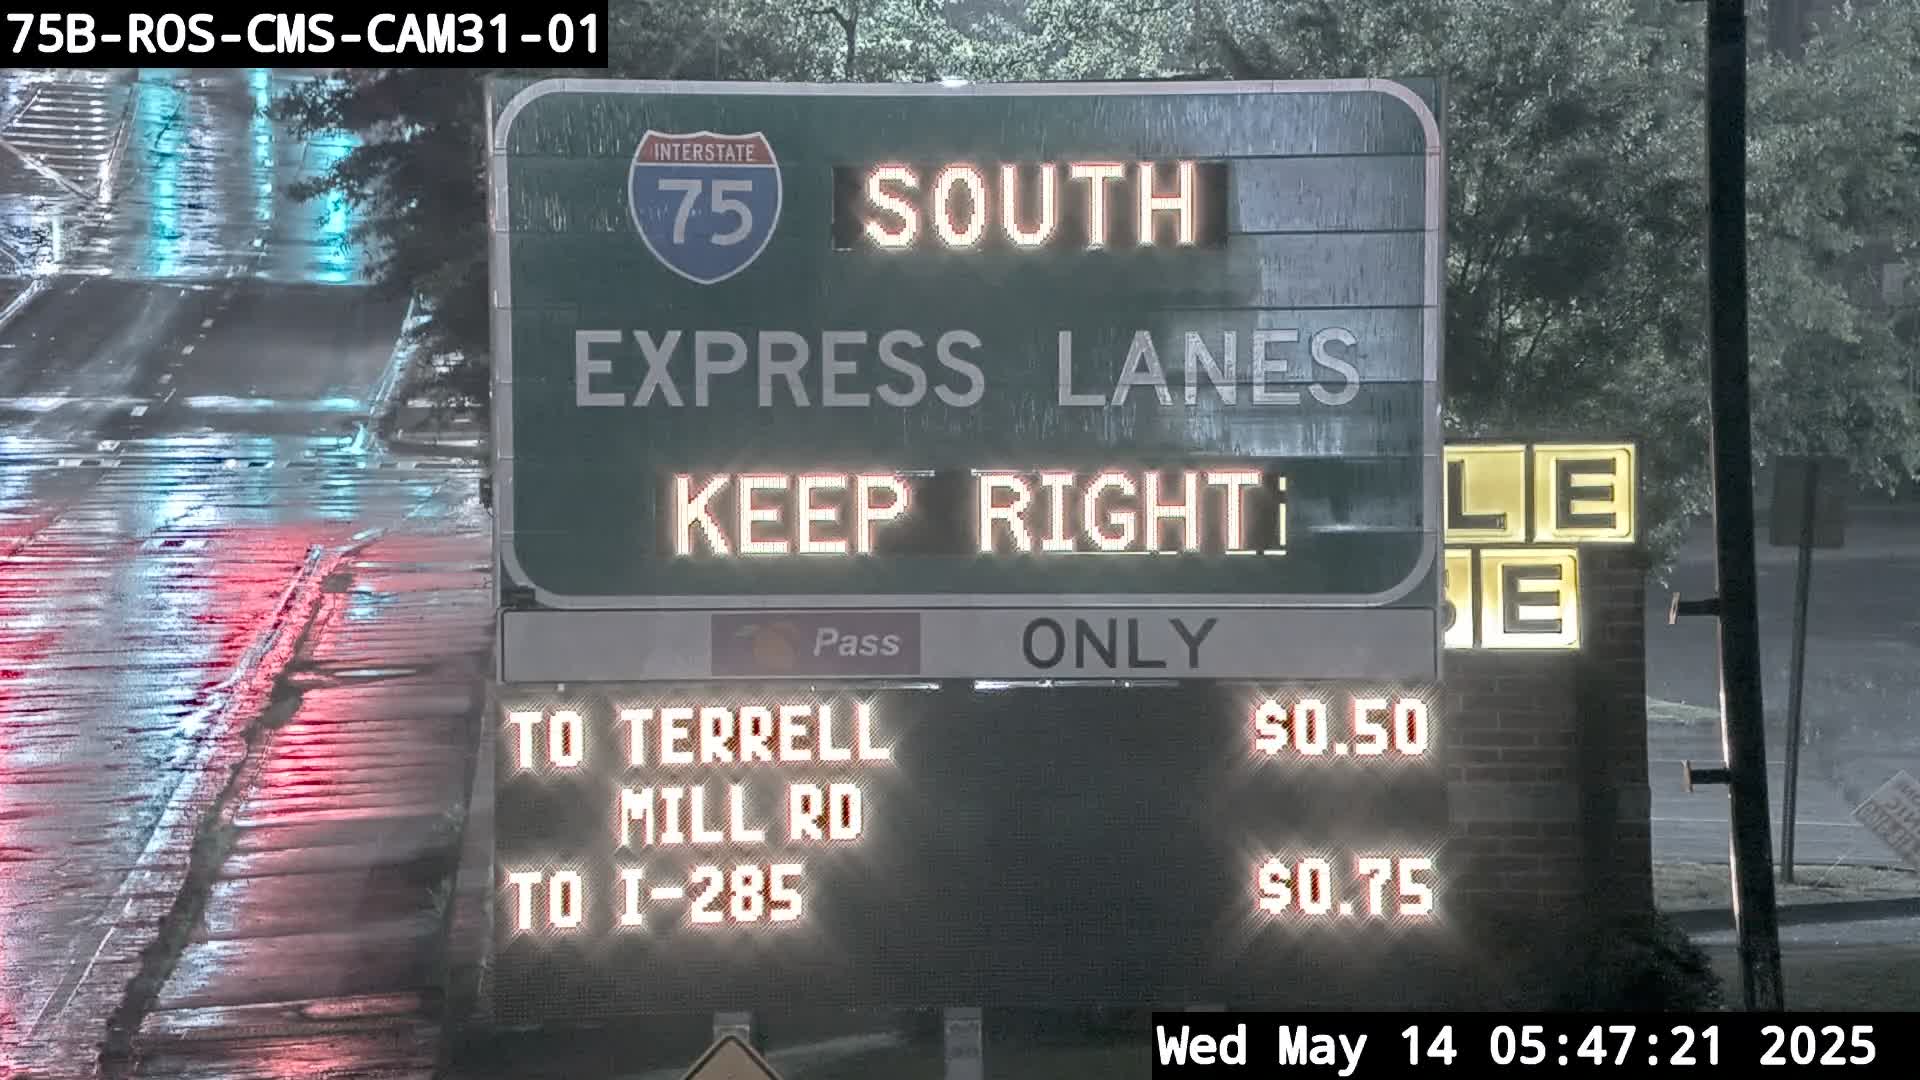 75B-ROS-CMS-CAM31-01
INTERSTATE
75
SOUTH
EXPRESS LANES
KEEP RIGHT
LE
E
Pass ONLY
TO TERRELL $0.50
MILL RD
TO I-285 $0.75
Wed May 14 05:47:21 2025